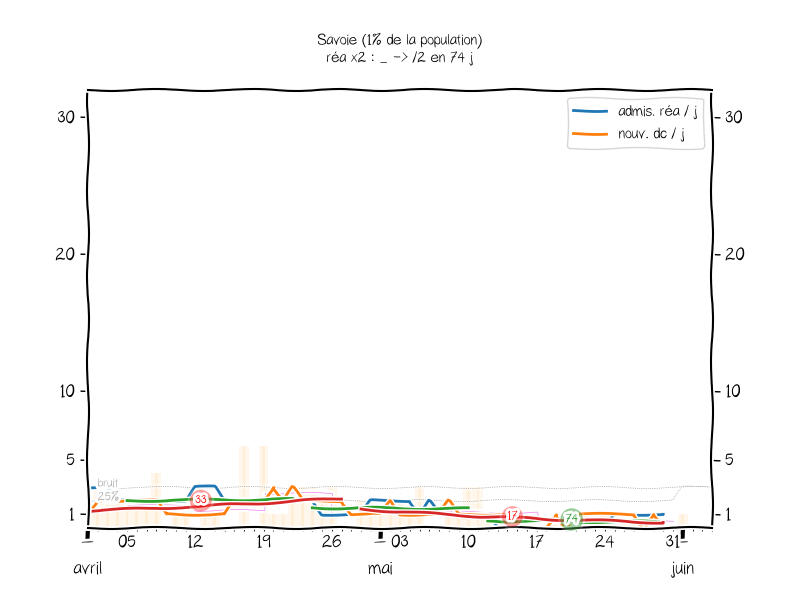 Savoie (1% de la population)
réa x2 : _ -> /2 en 74 j
admis. réa / j
nouv. dc / j
30
30
20
20
10
10
5
5
1
1
bruit
25%
33
17
74
05
12
19
26
03
10
17
24
31
avril
mai
juin